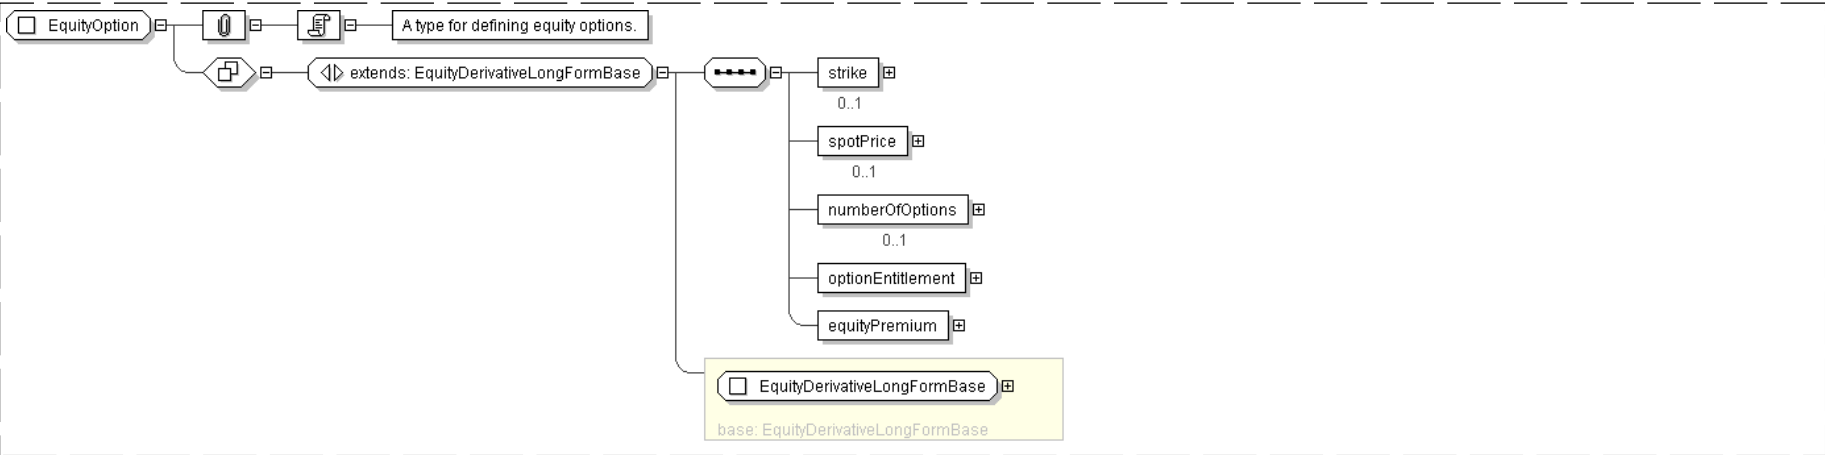 EquityOption
A type for defining equity options.
extends: EquityDerivativeLongFormBase
strike
0..1
spotPrice
0..1
numberOfOptions
0..1
optionEntitlement
equityPremium
EquityDerivativeLongFormBase
base: EquityDerivativeLongFormBase